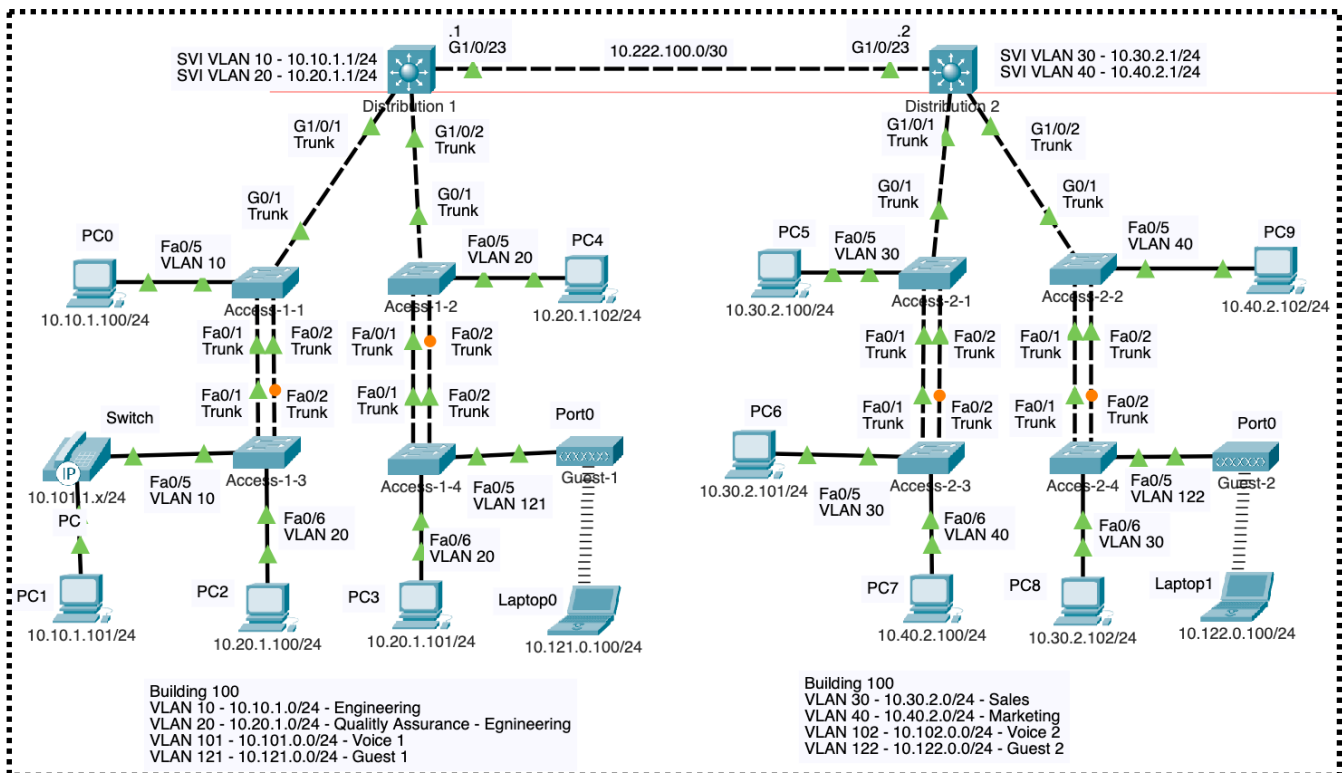 .1
G1/0/23
10.222.100.0/30
.2
G1/0/23
SVI VLAN 10 - 10.10.1.1/24
SVI VLAN 20 - 10.20.1.1/24
SVI VLAN 30 - 10.30.2.1/24
SVI VLAN 40 - 10.40.2.1/24
Distribution 1
Distribution 2
G1/0/1
Trunk
G1/0/2
Trunk
G1/0/1
Trunk
G1/0/2
Trunk
G0/1
Trunk
G0/1
Trunk
G0/1
Trunk
G0/1
Trunk
PC0
Fa0/5
VLAN 10
10.10.1.100/24
Access-1-1
Fa0/5
VLAN 20
PC4
10.20.1.102/24
Access-1-2
PC5
Fa0/5
VLAN 30
10.30.2.100/24
Access-2-1
Fa0/5
VLAN 40
PC9
10.40.2.102/24
Access-2-2
Fa0/1
Trunk
Fa0/2
Trunk
Fa/0/1
Trunk
Fa0/2
Trunk
Fa0/1
Trunk
Fa0/2
Trunk
Fa0/1
Trunk
Fa0/2
Trunk
Fa0/1
Trunk
Fa0/2
Trunk
Fa0/1
Trunk
Fa0/2
Trunk
Fa0/1
Trunk
Fa0/2
Trunk
Fa0/1
Trunk
Fa0/2
Trunk
Switch
IP
10.101.1.x/24
Fa0/5
VLAN 10
Access-1-3
PC
Fa0/6
VLAN 20
PC1
10.10.1.101/24
PC2
10.20.1.100/24
Access-1-4
Fa0/5
VLAN 121
Port0
Guest-1
Fa0/6
VLAN 20
PC3
10.20.1.101/24
Laptop0
10.121.0.100/24
PC6
10.30.2.101/24
Fa0/5
VLAN 30
Access-2-3
Fa0/6
VLAN 40
PC7
10.40.2.100/24
Access-2-4
Fa0/5
VLAN 122
Port0
Guest-2
Fa0/6
VLAN 30
PC8
10.30.2.102/24
Laptop1
10.122.0.100/24
Building 100
VLAN 10 - 10.10.1.0/24 - Engineering
VLAN 20 - 10.20.1.0/24 - Qualitly Assurance - Egnineering
VLAN 101 - 10.101.0.0/24 - Voice 1
VLAN 121 - 10.121.0.0/24 - Guest 1
Building 100
VLAN 30 - 10.30.2.0/24 - Sales
VLAN 40 - 10.40.2.0/24 - Marketing
VLAN 102 - 10.102.0.0/24 - Voice 2
VLAN 122 - 10.122.0.0/24 - Guest 2